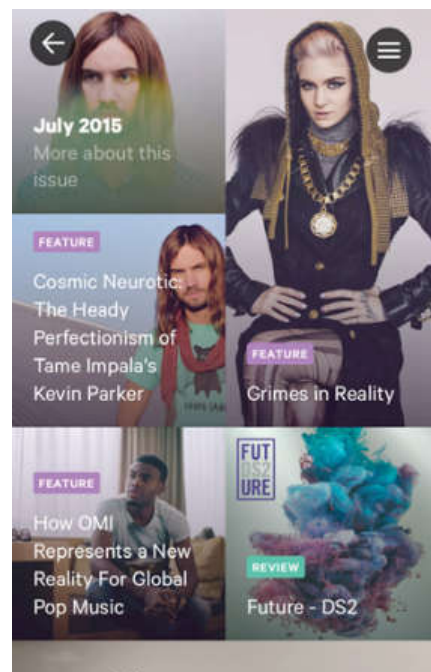 July 2015
More about this
issue
FEATURE
Cosmic Neurotic:
The Heady
Perfectionism of
Tame Impala's
Kevin Parker
FEATURE
Grimes in Reality
FEATURE
How OMI
Represents a New
Reality For Global
Pop Music
FUT
DS2
URE
REVIEW
Future - DS2